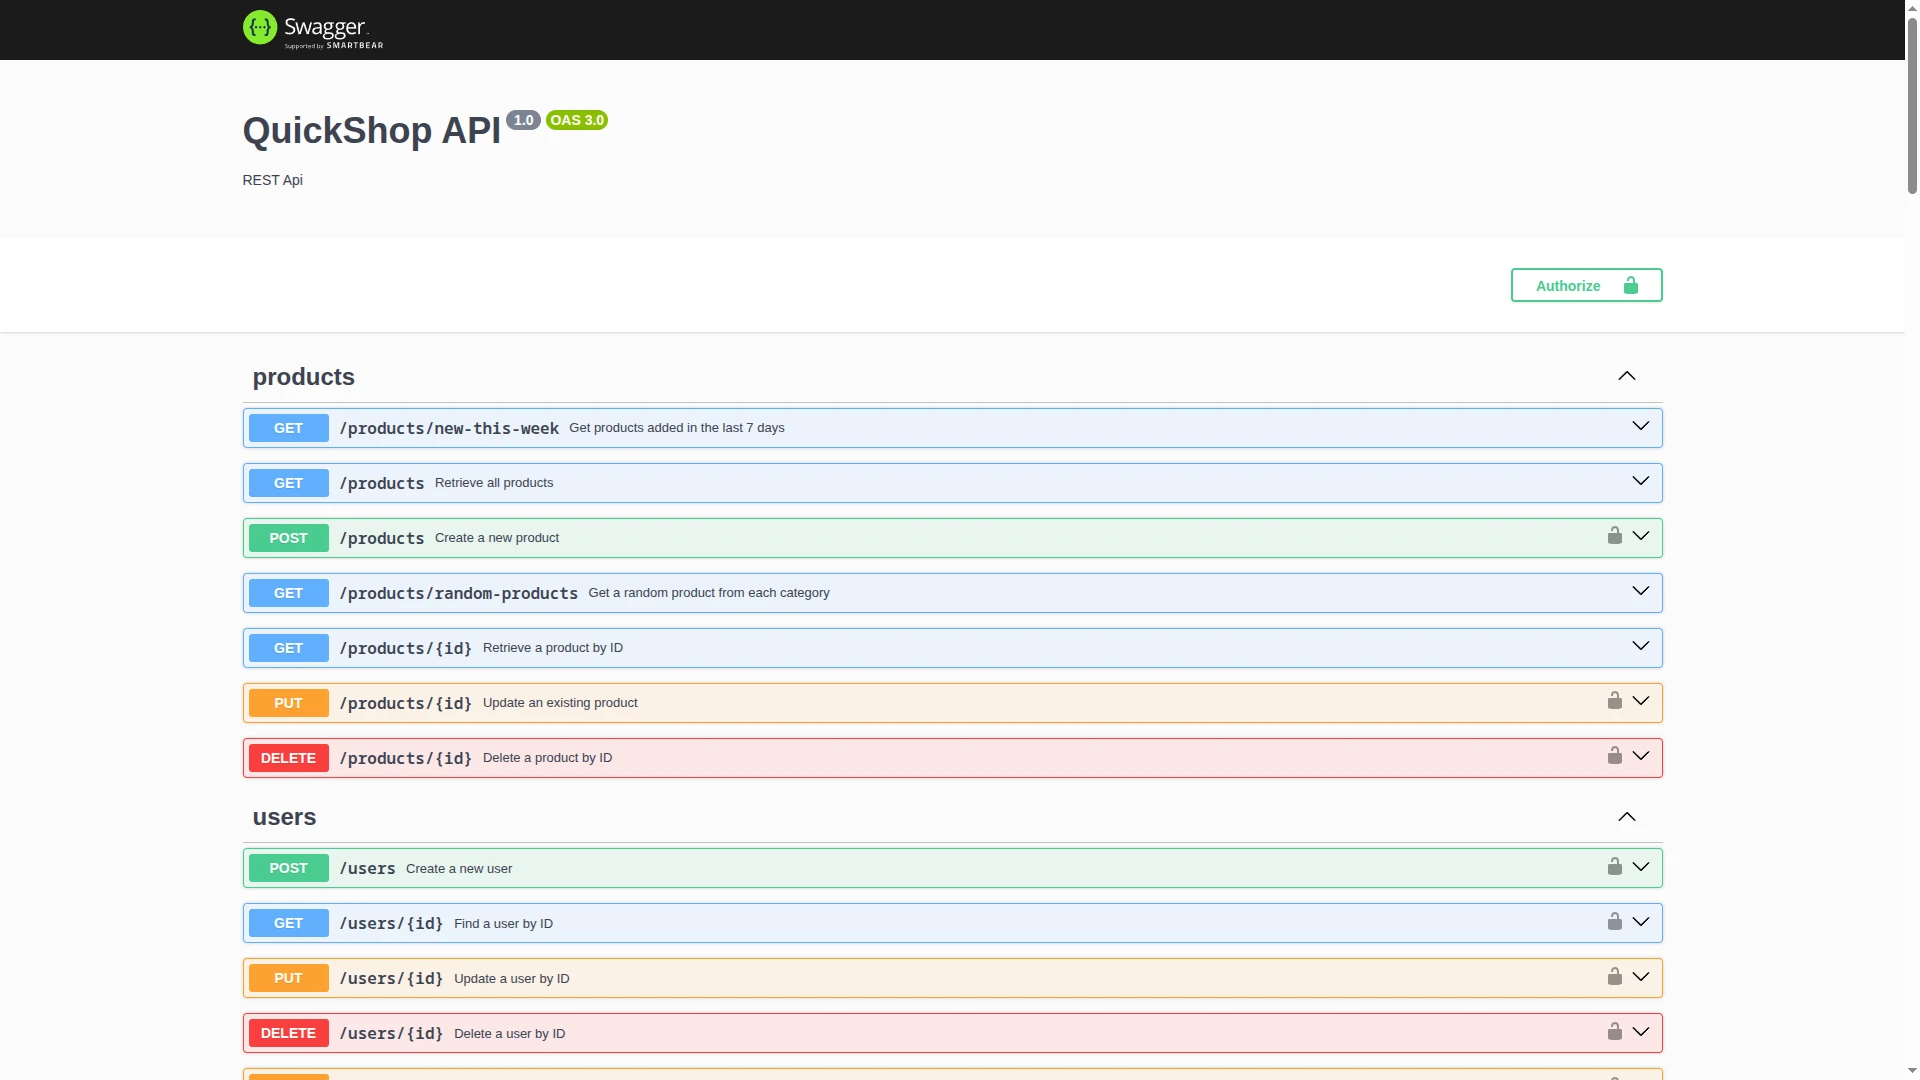 Swagger
Supported by SMARTBEAR
QuickShop API 1.0 OAS 3.0
REST Api
Authorize
products
GET /products/new-this-week Get products added in the last 7 days
GET /products Retrieve all products
POST /products Create a new product
GET /products/random-products Get a random product from each category
GET /products/{id} Retrieve a product by ID
PUT /products/{id} Update an existing product
DELETE /products/{id} Delete a product by ID
users
POST /users Create a new user
GET /users/{id} Find a user by ID
PUT /users/{id} Update a user by ID
DELETE /users/{id} Delete a user by ID